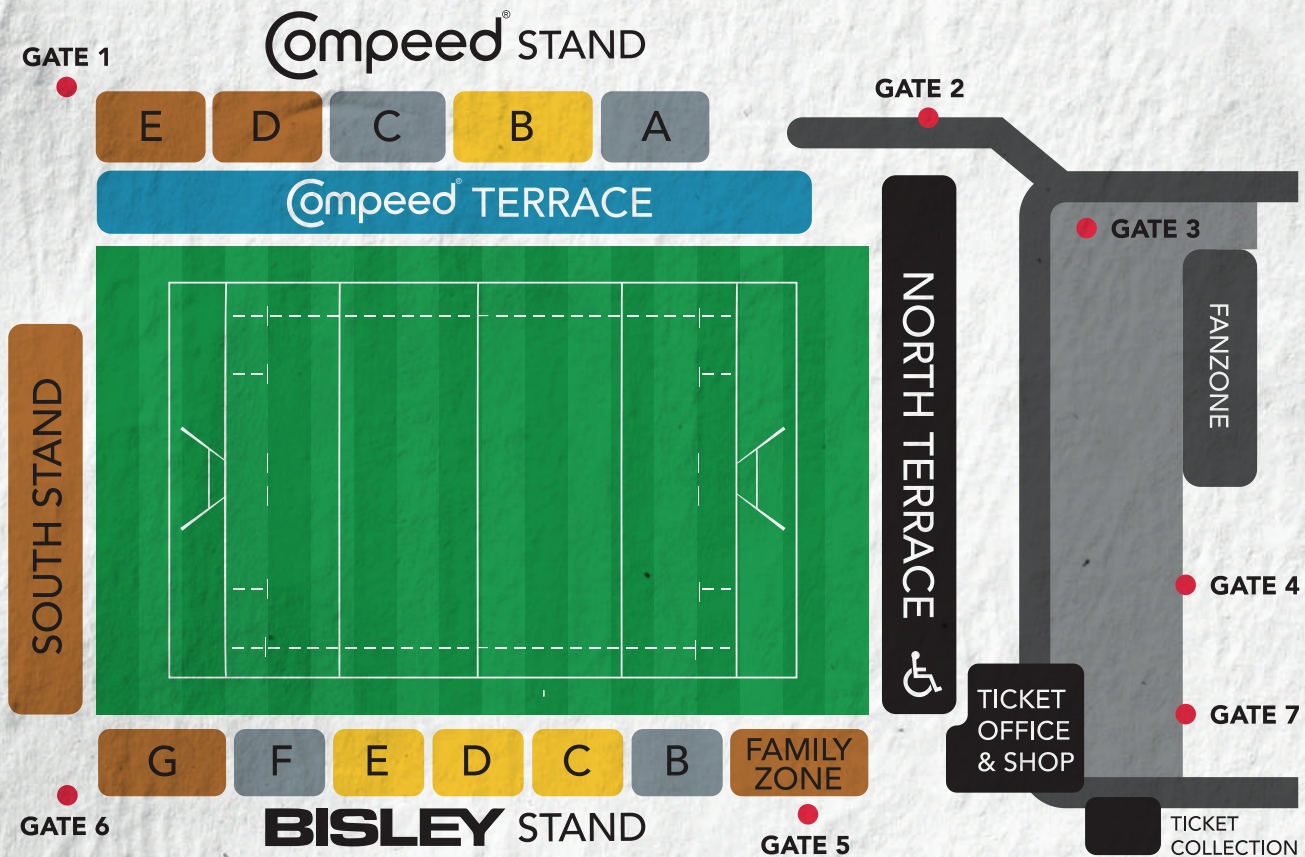 Compeed® STAND
GATE 1
GATE 2
E D C B A
Compeed® TERRACE
GATE 3
NORTH TERRACE
FANZONE
SOUTH STAND
GATE 4
TICKET
OFFICE
& SHOP
GATE 7
G F E D C B FAMILY
ZONE
GATE 6
BISLEY STAND
GATE 5
TICKET
COLLECTION